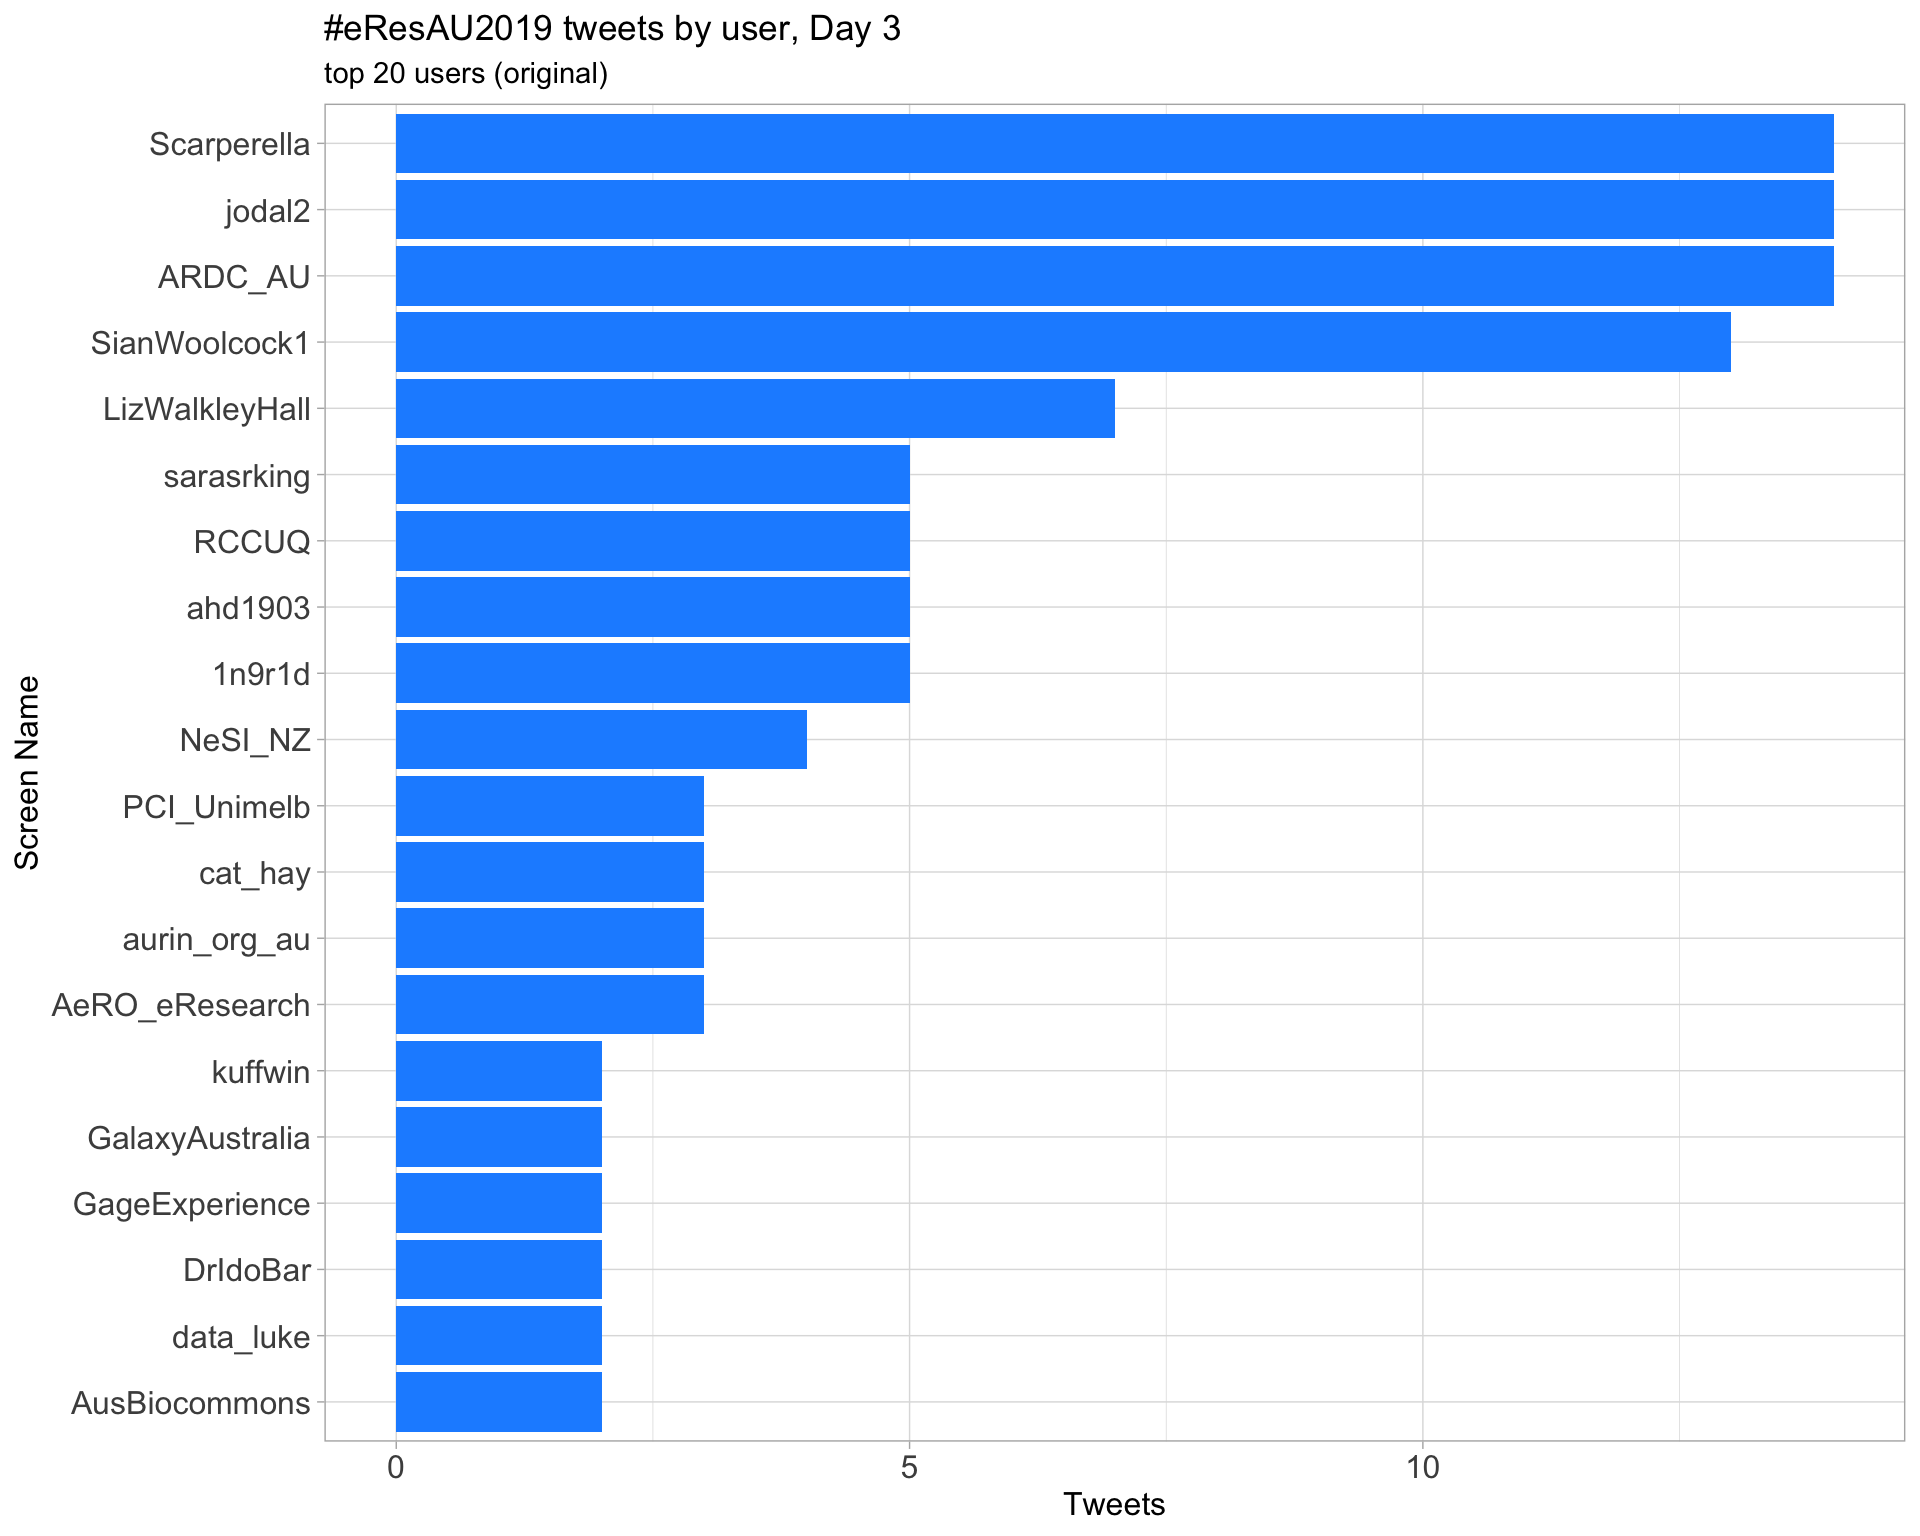 #eResAU2019 tweets by user, Day 3
top 20 users (original)
Screen Name
Scarperella
jodal2
ARDC_AU
SianWoolcock1
LizWalkleyHall
sarasrking
RCCUQ
ahd1903
1n9r1d
NeSI_NZ
PCI_Unimelb
cat_hay
aurin_org_au
AeRO_eResearch
kuffwin
GalaxyAustralia
GageExperience
DrIdoBar
data_luke
AusBiocommons
0 5 10
Tweets